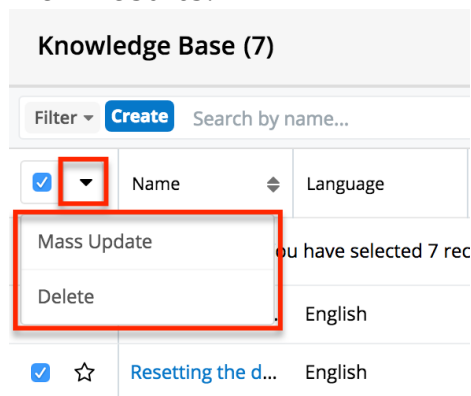 Knowledge Base (7)
Filter Create Search by name...
Name Language
Mass Update
ou have selected 7 rec
Delete
. English
Resetting the d... English